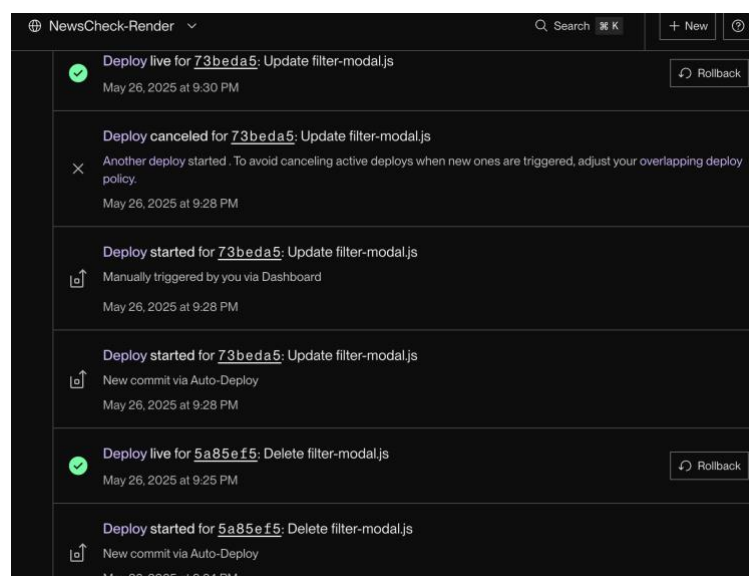 NewsCheck-Render
Search ⌘ K
+ New
Deploy live for 73beda5: Update filter-modal.js
May 26, 2025 at 9:30 PM
Rollback
Deploy canceled for 73beda5: Update filter-modal.js
Another deploy started . To avoid canceling active deploys when new ones are triggered, adjust your overlapping deploy
policy.
May 26, 2025 at 9:28 PM
Deploy started for 73beda5: Update filter-modal.js
Manually triggered by you via Dashboard
May 26, 2025 at 9:28 PM
Deploy started for 73beda5: Update filter-modal.js
New commit via Auto-Deploy
May 26, 2025 at 9:28 PM
Deploy live for 5a85ef5: Delete filter-modal.js
May 26, 2025 at 9:25 PM
Rollback
Deploy started for 5a85ef5: Delete filter-modal.js
New commit via Auto-Deploy